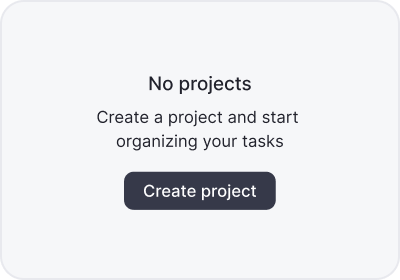 No projects
Create a project and start
organizing your tasks
Create project